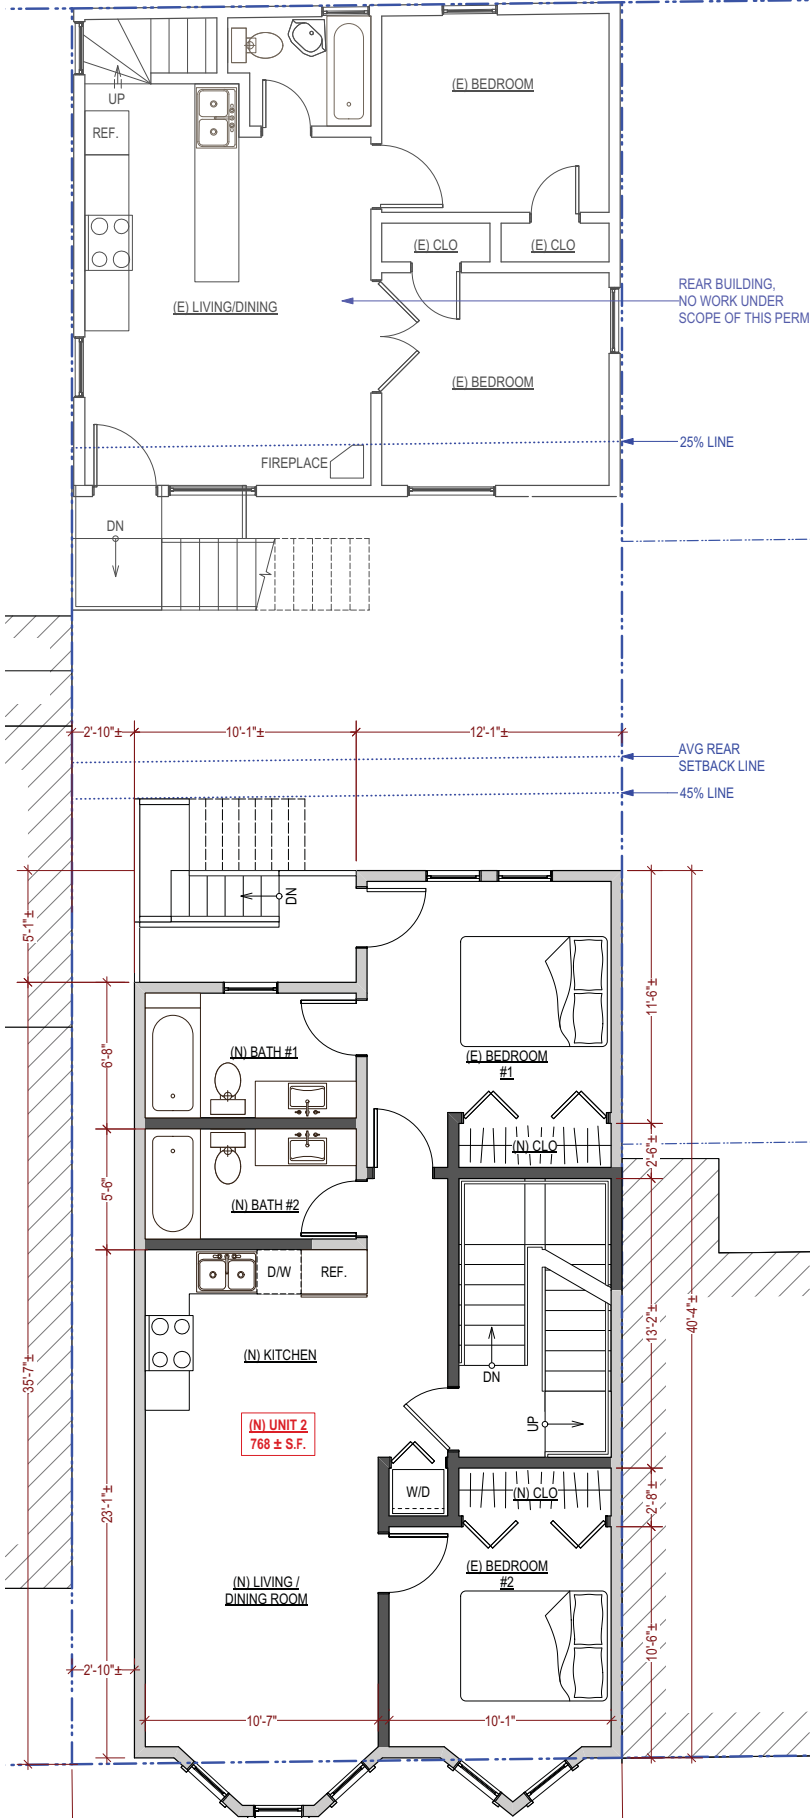 (E) BEDROOM
UP
REF.
(E) CLO
(E) CLO
(E) LIVING/DINING
REAR BUILDING,
NO WORK UNDER
SCOPE OF THIS PERM
(E) BEDROOM
25% LINE
FIREPLACE
DN
2'-10"±
10'-1"±
12'-1"±
AVG REAR
SETBACK LINE
45% LINE
DN
5'-1"±
11'-6"±
(N) BATH #1
(E) BEDROOM
#1
6'-8"
(N) CLO
2'-6"±
5'-6"
(N) BATH #2
D/W
REF.
13'-2"±
40'-4"±
(N) KITCHEN
DN
35'-7"±
(N) UNIT 2
768 ± S.F.
UP
W/D
(N) CLO
2'-8"±
23'-1"±
(E) BEDROOM
#2
(N) LIVING /
DINING ROOM
10'-6"±
2'-10"±
10'-7"
10'-1"